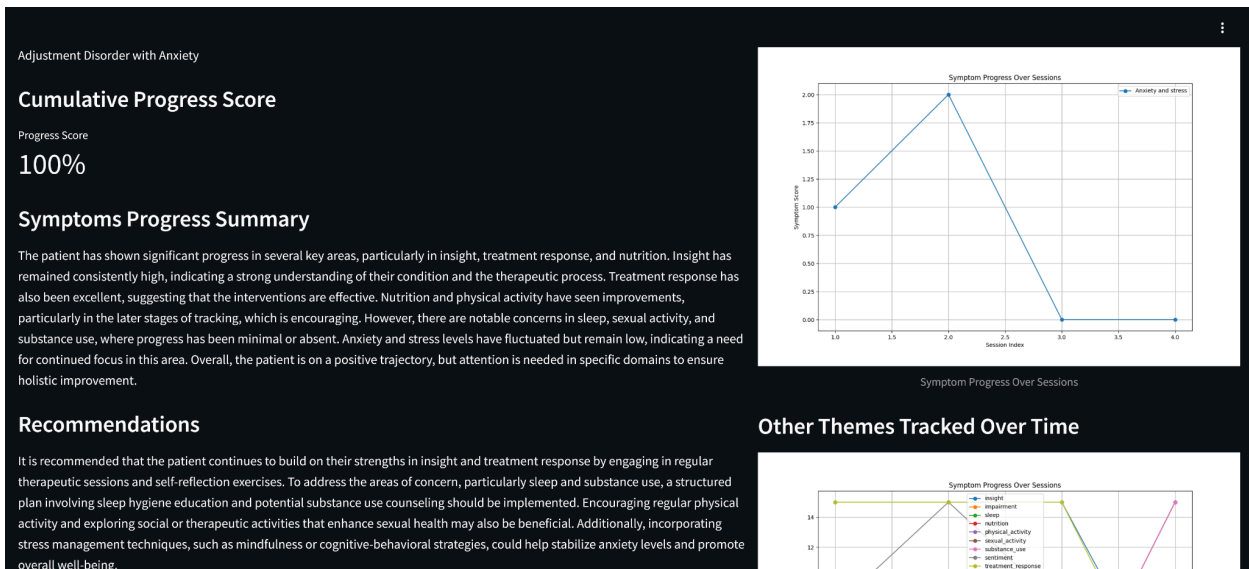 Adjustment Disorder with Anxiety
Cumulative Progress Score
Progress Score
100%
Symptoms Progress Summary
The patient has shown significant progress in several key areas, particularly in insight, treatment response, and nutrition. Insight has
remained consistently high, indicating a strong understanding of their condition and the therapeutic process. Treatment response has
also been excellent, suggesting that the interventions are effective. Nutrition and physical activity have seen improvements,
particularly in the later stages of tracking, which is encouraging. However, there are notable concerns in sleep, sexual activity, and
substance use, where progress has been minimal or absent. Anxiety and stress levels have fluctuated but remain low, indicating a need
for continued focus in this area. Overall, the patient is on a positive trajectory, but attention is needed in specific domains to ensure
holistic improvement.
Recommendations
It is recommended that the patient continues to build on their strengths in insight and treatment response by engaging in regular
therapeutic sessions and self-reflection exercises. To address the areas of concern, particularly sleep and substance use, a structured
plan involving sleep hygiene education and potential substance use counseling should be implemented. Encouraging regular physical
activity and exploring social or therapeutic activities that enhance sexual health may also be beneficial. Additionally, incorporating
stress management techniques, such as mindfulness or cognitive-behavioral strategies, could help stabilize anxiety levels and promote
overall well-being.
Symptom Progress Over Sessions
Anxiety and stress
2.00
1.75
1.50
1.25
1.00
0.75
0.50
0.25
0.00
Symptom Score
1.0 1.5 2.0 2.5 3.0 3.5 4.0
Session Index
Symptom Progress Over Sessions
Other Themes Tracked Over Time
Symptom Progress Over Sessions
insight
impairment
sleep
nutrition
physical_activity
sexual_activity
substance_use
sentiment
treatment_response
14
12